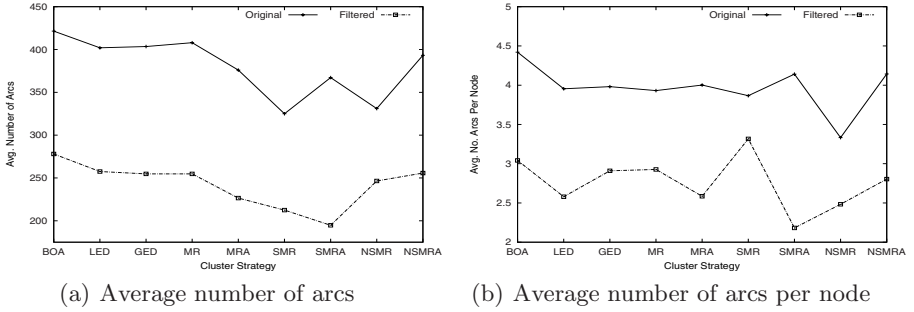 Original
Filtered
450
400
350
300
250
200
Avg. Number of Arcs
BOA LED GED MR MRA SMR SMRA NSMR NSMRA
Cluster Strategy
(a) Average number of arcs
Original
Filtered
5
4.5
4
3.5
3
2.5
2
Avg. No. Arcs Per Node
BOA LED GED MR MRA SMR SMRA NSMR NSMRA
Cluster Strategy
(b) Average number of arcs per node